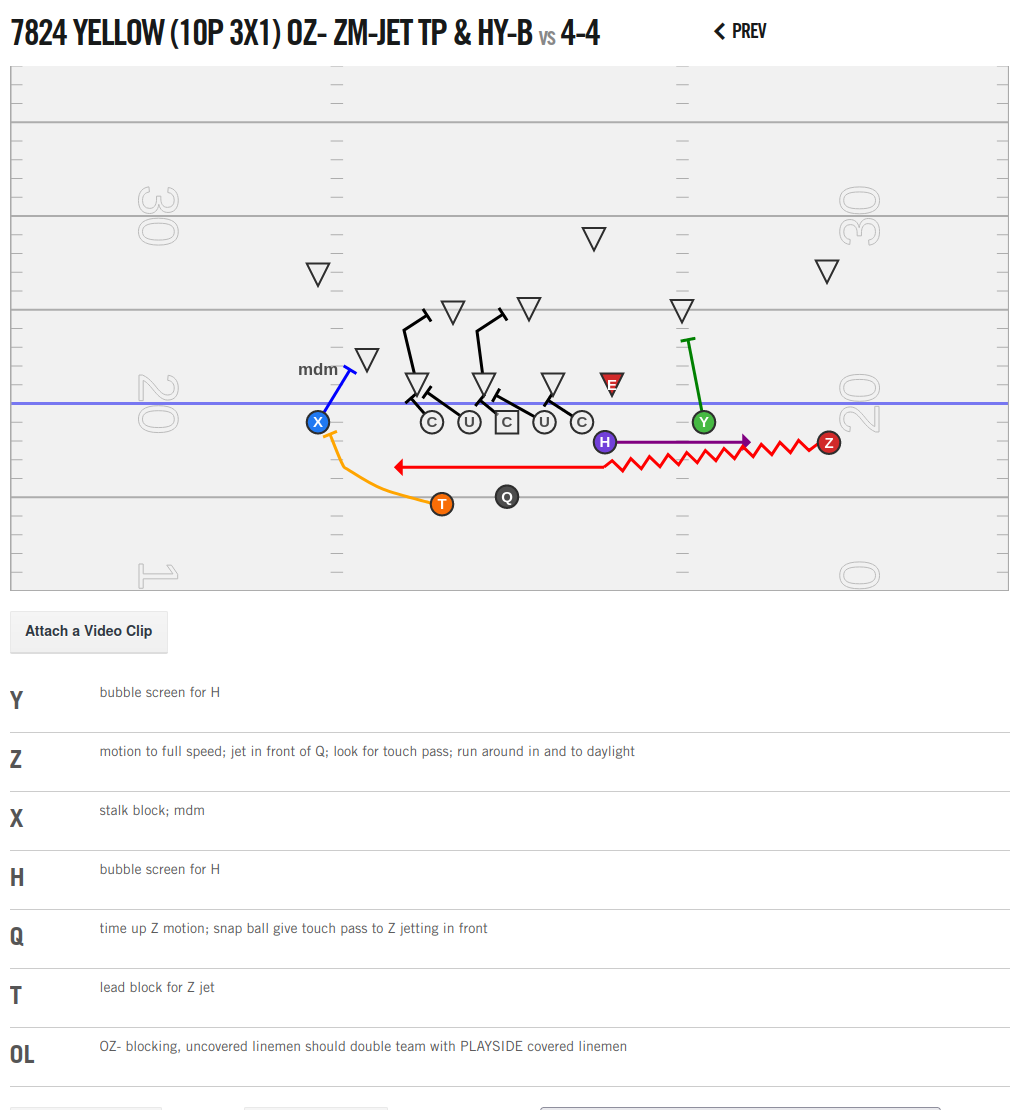 7824 YELLOW (10P 3X1) OZ- ZM-JET TP & HY-B VS 4-4
PREV
30 30
mdm
E
20 20
X C U C U C Y
H Z
T Q
1 0
Attach a Video Clip
Y bubble screen for H
Z motion to full speed; jet in front of Q; look for touch pass; run around in and to daylight
X stalk block; mdm
H bubble screen for H
Q time up Z motion; snap ball give touch pass to Z jetting in front
T lead block for Z jet
OL OZ- blocking, uncovered linemen should double team with PLAYSIDE covered linemen